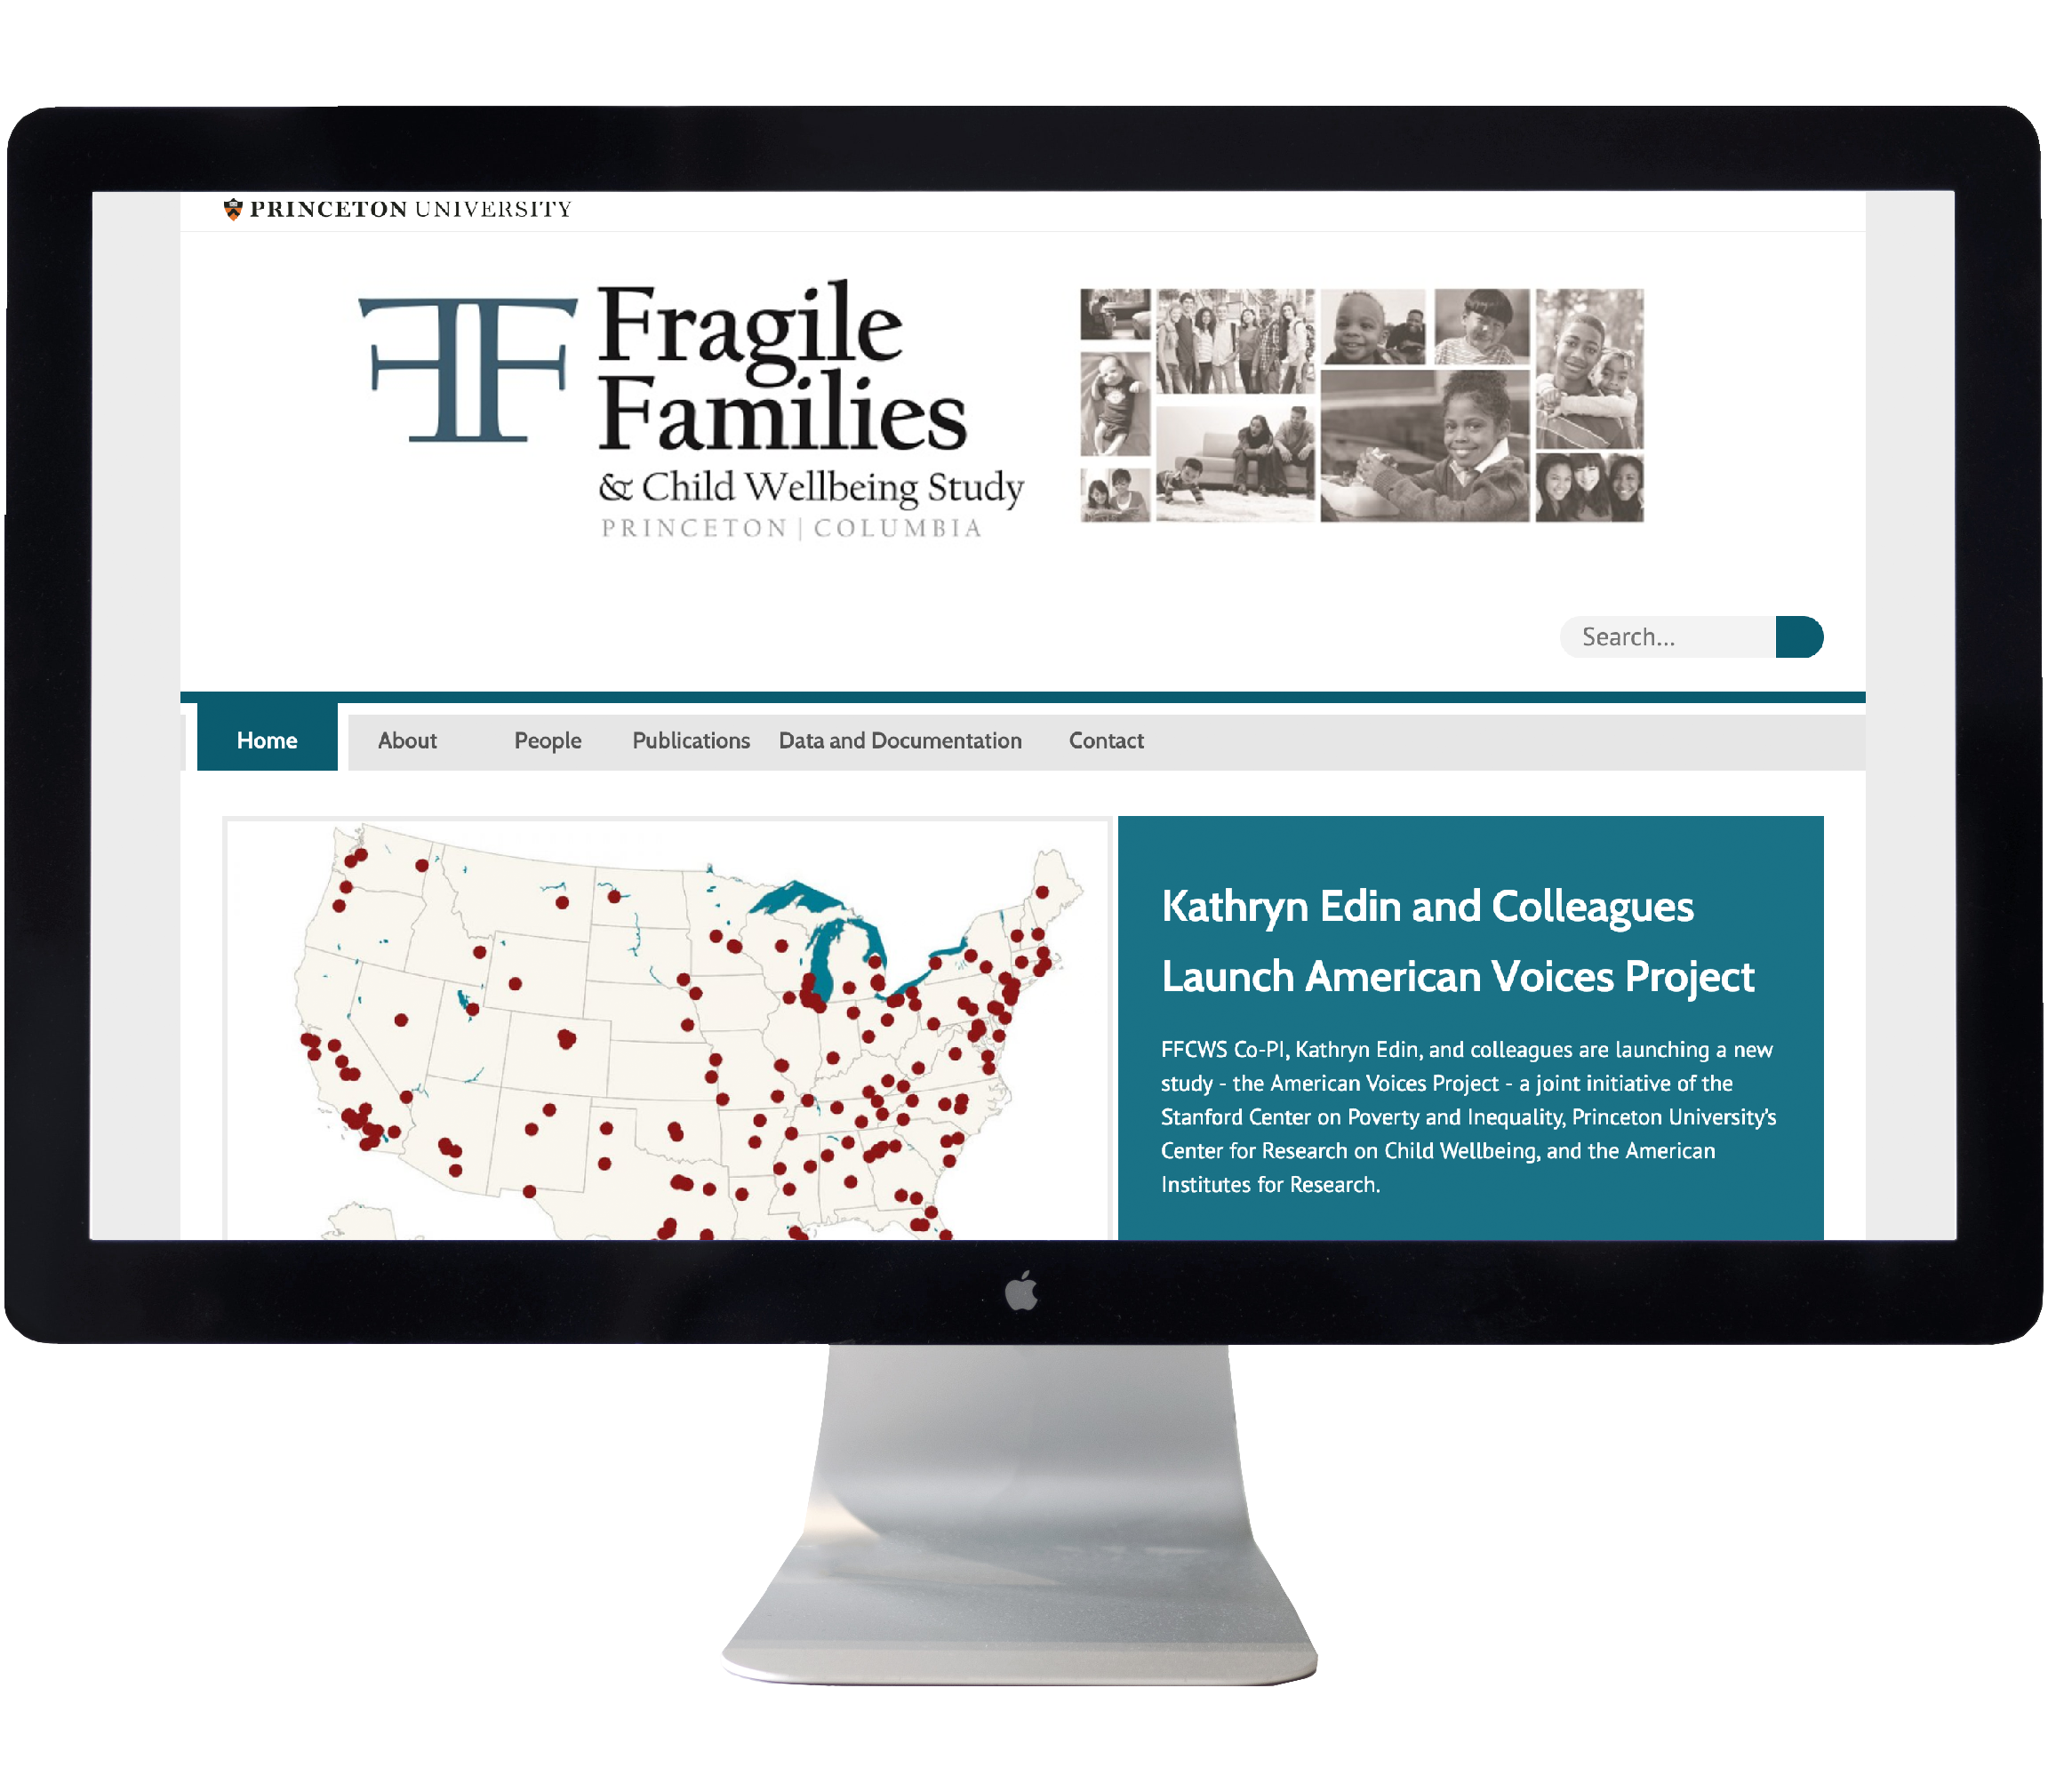 PRINCETON UNIVERSITY
Fragile
Families
& Child Wellbeing Study
PRINCETON | COLUMBIA
Search...
Home About People Publications Data and Documentation Contact
Kathryn Edin and Colleagues
Launch American Voices Project
FFCWS Co-PI, Kathryn Edin, and colleagues are launching a new
study - the American Voices Project - a joint initiative of the
Stanford Center on Poverty and Inequality, Princeton University's
Center for Research on Child Wellbeing, and the American
Institutes for Research.